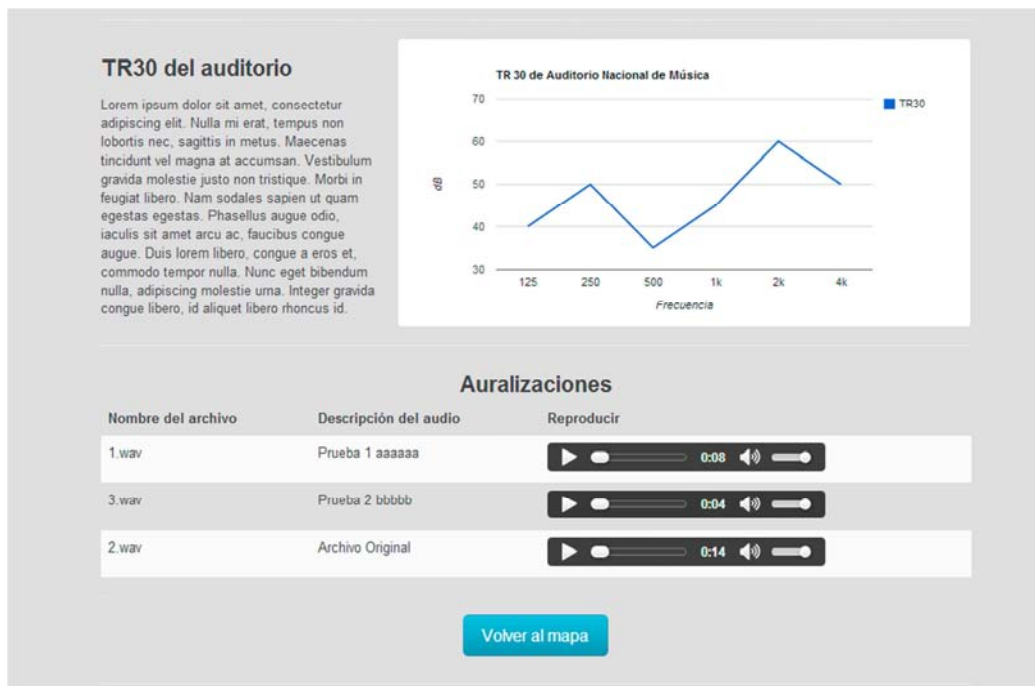 TR30 del auditorio
Lorem ipsum dolor sit amet, consectetur
adipiscing elit. Nulla mi erat, tempus non
lobortis nec, sagittis in metus. Maecenas
tincidunt vel magna at accumsan. Vestibulum
gravida molestie justo non tristique. Morbi in
feugiat libero. Nam sodales sapien ut quam
egestas egestas. Phasellus augue odio,
iaculis sit amet arcu ac, faucibus congue
augue. Duis lorem libero, congue a eros et,
commodo tempor nulla. Nunc eget bibendum
nulla, adipiscing molestie urna. Integer gravida
congue libero, id aliquet libero rhoncus id.
TR 30 de Auditorio Nacional de Música
70
60
50
40
30
dB
125 250 500 1k 2k 4k
Frecuencia
TR30
Auralizaciones
Nombre del archivo Descripción del audio Reproducir
1.wav Prueba 1 aaaaaa 0:08
3.wav Prueba 2 bbbbb 0:04
2.wav Archivo Original 0:14
Volver al mapa